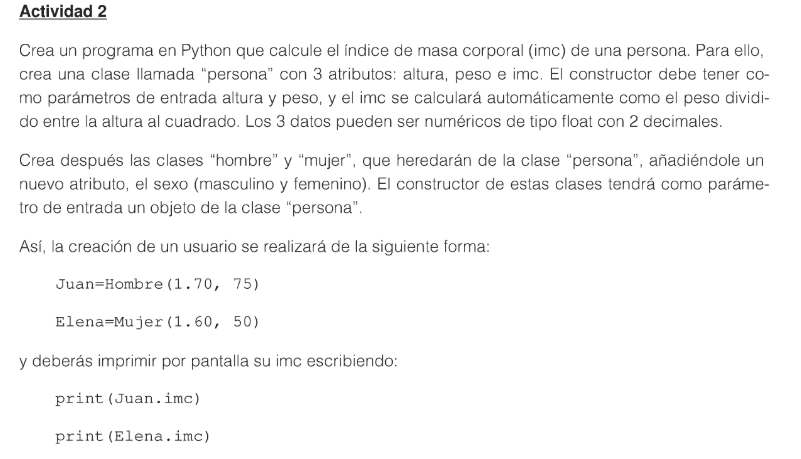 Actividad 2
Crea un programa en Python que calcule el índice de masa corporal (imc) de una persona. Para ello,
crea una clase llamada “persona” con 3 atributos: altura, peso e imc. El constructor debe tener co-
mo parámetros de entrada altura y peso, y el imc se calculará automáticamente como el peso dividi-
do entre la altura al cuadrado. Los 3 datos pueden ser numéricos de tipo float con 2 decimales.
Crea después las clases “hombre” y “mujer”, que heredarán de la clase “persona”, añadiéndole un
nuevo atributo, el sexo (masculino y femenino). El constructor de estas clases tendrá como paráme-
tro de entrada un objeto de la clase “persona”.
Así, la creación de un usuario se realizará de la siguiente forma:
Juan=Hombre(1.70, 75)
Elena=Mujer(1.60, 50)
y deberás imprimir por pantalla su imc escribiendo:
print(Juan.imc)
print(Elena.imc)